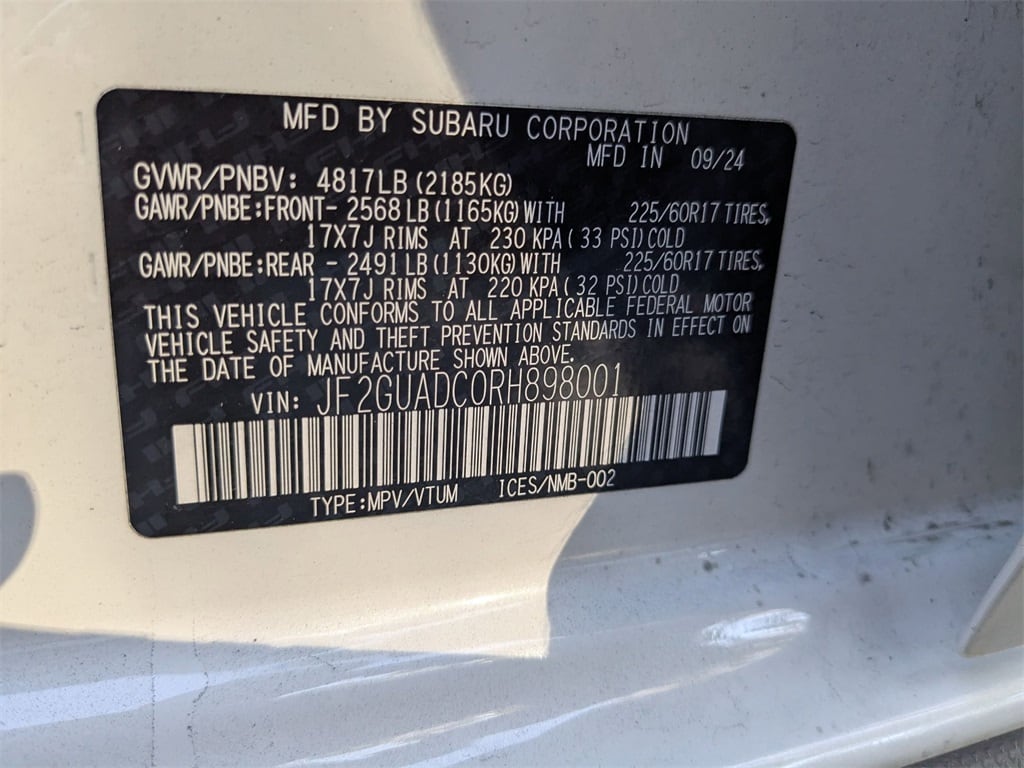 MFD BY SUBARU CORPORATION
MFD IN 09/24
GVWR/PNBV: 4817LB (2185KG)
GAWR/PNBE:FRONT- 2568 LB (1165KG) WITH 225/60R17 TIRES,
17X7J RIMS AT 230 KPA( 33 PSI) COLD
GAWR/PNBE:REAR - 2491 LB (1130KG) WITH 225/60R17 TIRES,
17X7J RIMS AT 220 KPA( 32 PSI) COLD
THIS VEHICLE CONFORMS TO ALL APPLICABLE FEDERAL MOTOR
VEHICLE SAFETY AND THEFT PREVENTION STANDARDS IN EFFECT ON
THE DATE OF MANUFACTURE SHOWN ABOVE.
VIN: JF2GUADC0RH898001
TYPE:MPV/VTUM ICES/NMB-002